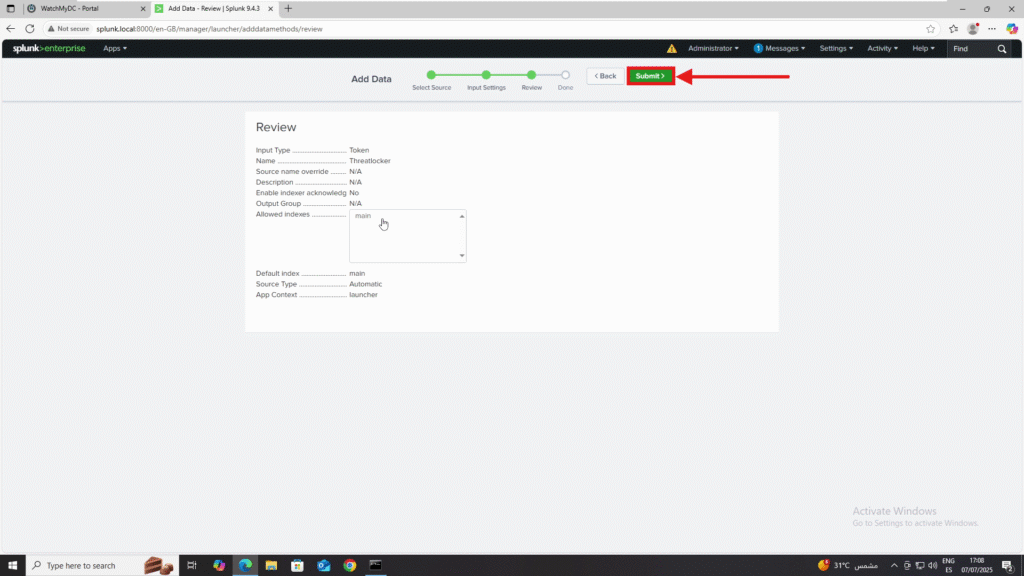 WatchMyDC - Portal
Add Data - Review | Splunk 9.4.3
Not secure
splunk.local:8000/en-GB/manager/launcher/adddatamethods/review
splunk>enterprise
Apps
Administrator
1 Messages
Settings
Activity
Help
Find
Add Data
Select Source
Input Settings
Review
Done
< Back
Submit >
Review
Input Type ........................... Token
Name ................................... Threatlocker
Source name override ........ N/A
Description .......................... N/A
Enable indexer acknowledg No
Output Group ...................... N/A
Allowed indexes .................
main
Default index ...................... main
Source Type ........................ Automatic
App Context ........................ launcher
Activate Windows
Go to Settings to activate Windows.
Type here to search
31°C مشمس
ENG
ES
17:08
07/07/2025
2